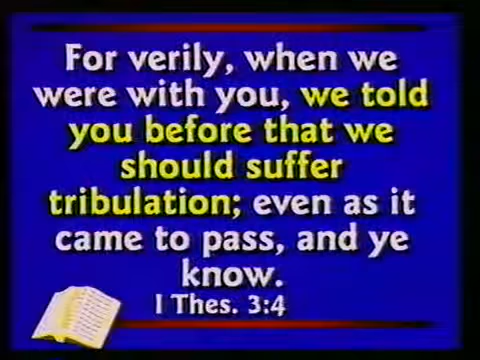 For verily, when we
were with you, we told
you before that we
should suffer
tribulation; even as it
came to pass, and ye
know.
I Thes. 3:4